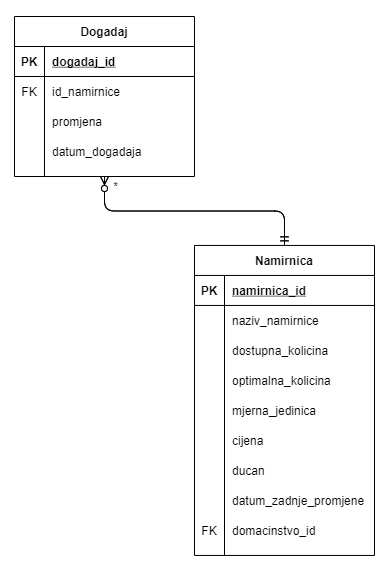 Dogadaj
PK dogadaj_id
FK id_namirnice
promjena
datum_dogadaja
*
Namirnica
PK namirnica_id
naziv_namirnice
dostupna_kolicina
optimalna_kolicina
mjerna_jedinica
cijena
ducan
datum_zadnje_promjene
FK domacinstvo_id